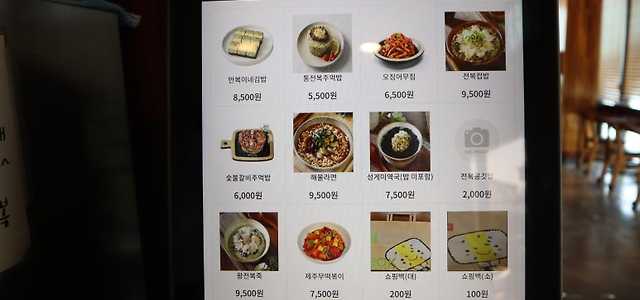 만복이네김밥
8,500원
통전복주먹밥
5,500원
오징어무침
6,500원
전복컵밥
9,500원
숯불갈비주먹밥
6,000원
해물라면
9,500원
성게미역국(밥 미포함)
7,500원
전복공깃밥
2,000원
황전복죽
9,500원
제주무떡볶이
7,500원
쇼핑백(대)
200원
쇼핑백(소)
100원